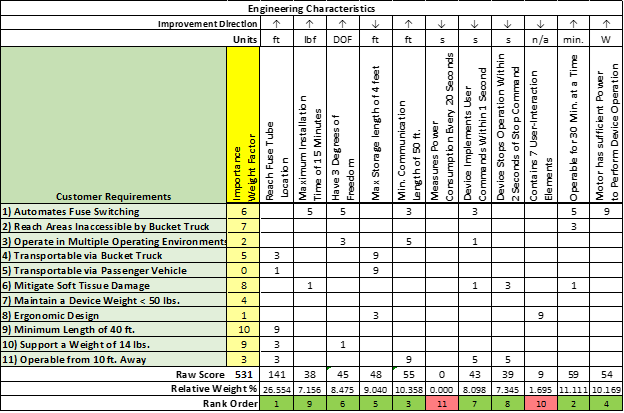 Engineering Characteristics
Improvement Direction ↑ ↑ ↑ ↓ ↑ ↓ ↓ ↓ ↓ ↑ ↑
Units ft lbf DOF ft ft s s s n/a min. W
Customer Requirements
Importance
Weight Factor
Reach Fuse Tube
Location
Maximum Installation
Time of 15 Minutes
Have 3 Degrees of
Freedom
Max Storage length of 4 feet
Min. Communication
Length of 50 ft.
Measures Power
Consumption Every 20 Seconds
Device Implements User
Commands Within 1 Second
Device Stops Operation Within
2 Seconds of Stop Command
Contains 7 User-Interaction
Elements
Operable for 30 Min. at a Time
Motor has sufficient Power
to Perform Device Operation
1) Automates Fuse Switching 6 5 5 3 3 5 9
2) Reach Areas Inaccessible by Bucket Truck 7 3
3) Operate in Multiple Operating Environments 2 3 5 1
4) Transportable via Bucket Truck 5 3 9
5) Transportable via Passenger Vehicle 0 1 9
6) Mitigate Soft Tissue Damage 8 1 1 3 1
7) Maintain a Device Weight < 50 lbs. 4
8) Ergonomic Design 1 3 9
9) Minimum Length of 40 ft. 10 9
10) Support a Weight of 14 lbs. 9 3 1
11) Operable from 10 ft. Away 3 3 9 5 5
Raw Score 531 141 38 45 48 55 0 43 39 9 59 54
Relative Weight % 26.554 7.156 8.475 9.040 10.358 0.000 8.098 7.345 1.695 11.111 10.169
Rank Order 1 9 6 5 3 11 7 8 10 2 4